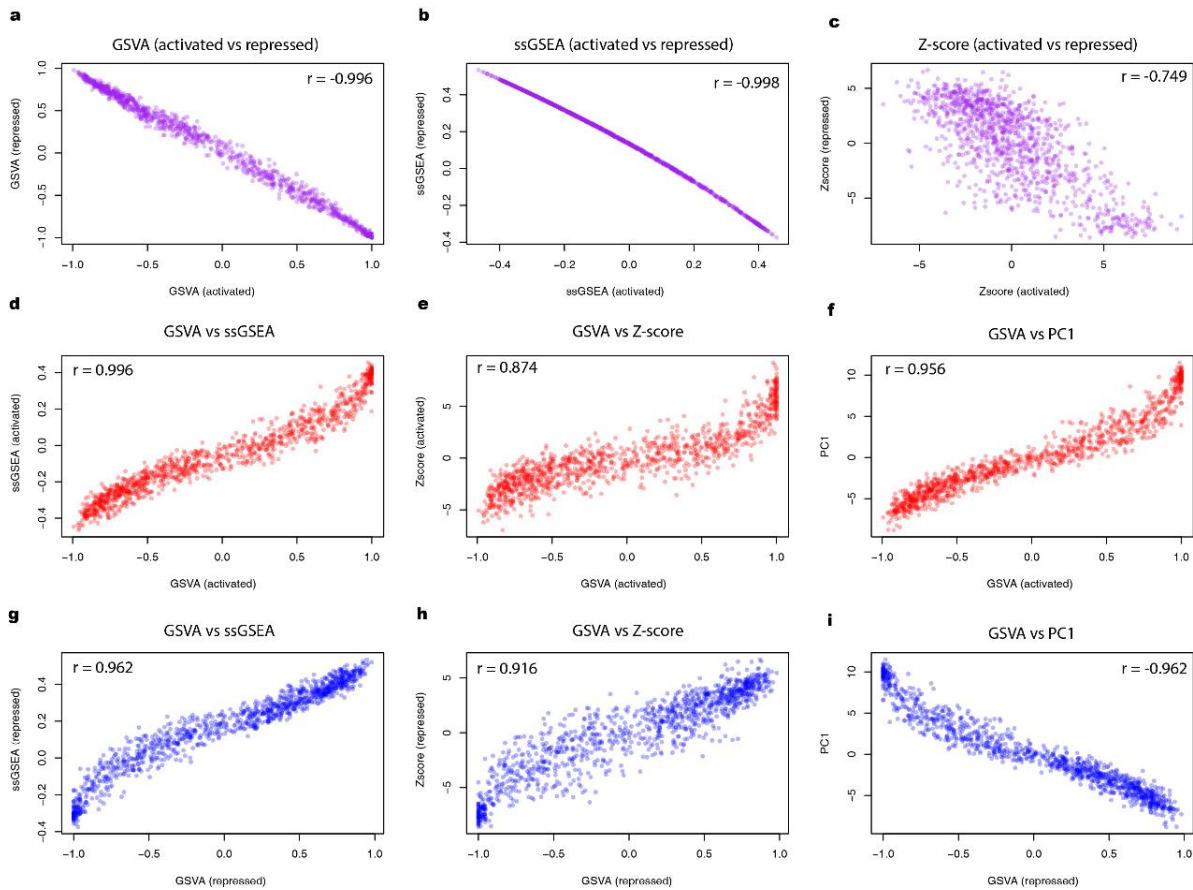 a
GSVA (activated vs repressed)
r = -0.996
1.0
0.5
0.0
−0.5
−1.0
GSVA (repressed)
−1.0 −0.5 0.0 0.5 1.0
GSVA (activated)
b
ssGSEA (activated vs repressed)
r = -0.998
0.4
0.2
0.0
−0.2
−0.4
ssGSEA (repressed)
−0.4 −0.2 0.0 0.2 0.4
ssGSEA (activated)
c
Z-score (activated vs repressed)
r = -0.749
5
0
−5
Zscore (repressed)
−5 0 5
Zscore (activated)
d
GSVA vs ssGSEA
r = 0.996
0.4
0.2
0.0
−0.2
−0.4
ssGSEA (activated)
−1.0 −0.5 0.0 0.5 1.0
GSVA (activated)
e
GSVA vs Z-score
r = 0.874
5
0
−5
Zscore (activated)
−1.0 −0.5 0.0 0.5 1.0
GSVA (activated)
f
GSVA vs PC1
r = 0.956
10
5
0
−5
PC1
−1.0 −0.5 0.0 0.5 1.0
GSVA (activated)
g
GSVA vs ssGSEA
r = 0.962
0.4
0.2
0.0
−0.2
−0.4
ssGSEA (repressed)
−1.0 −0.5 0.0 0.5 1.0
GSVA (repressed)
h
GSVA vs Z-score
r = 0.916
5
0
−5
Zscore (repressed)
−1.0 −0.5 0.0 0.5 1.0
GSVA (repressed)
i
GSVA vs PC1
r = -0.962
10
5
0
−5
PC1
−1.0 −0.5 0.0 0.5 1.0
GSVA (repressed)